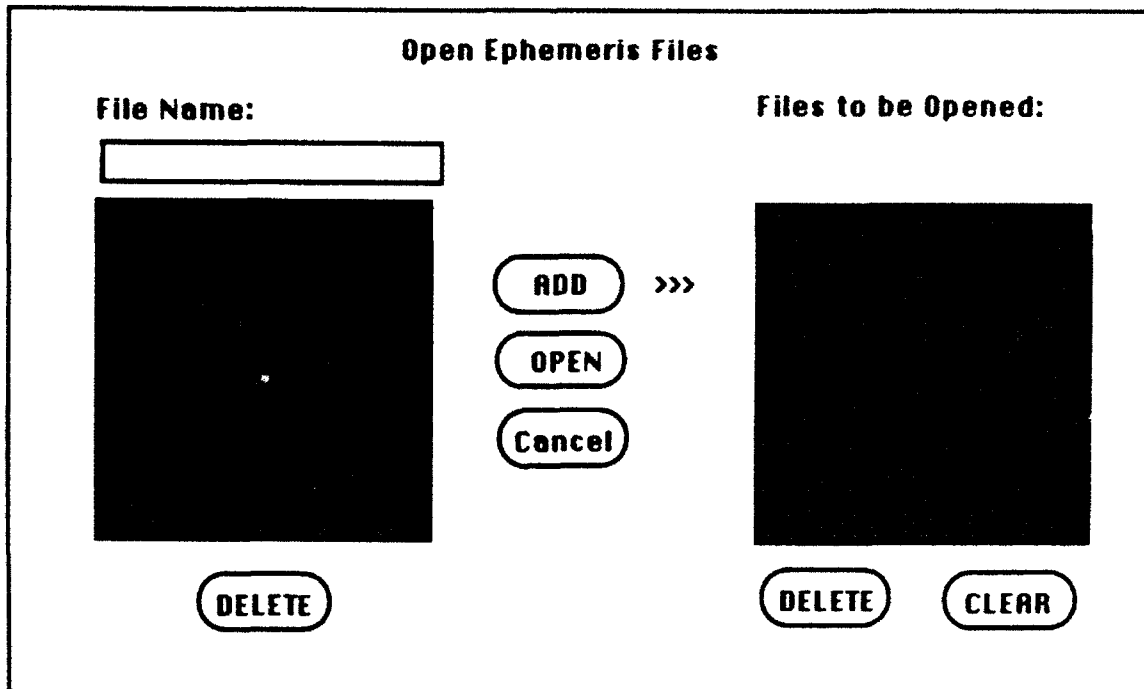 Open Ephemeris Files
File Name:
Files to be Opened:
ADD >>>
OPEN
Cancel
DELETE
DELETE CLEAR